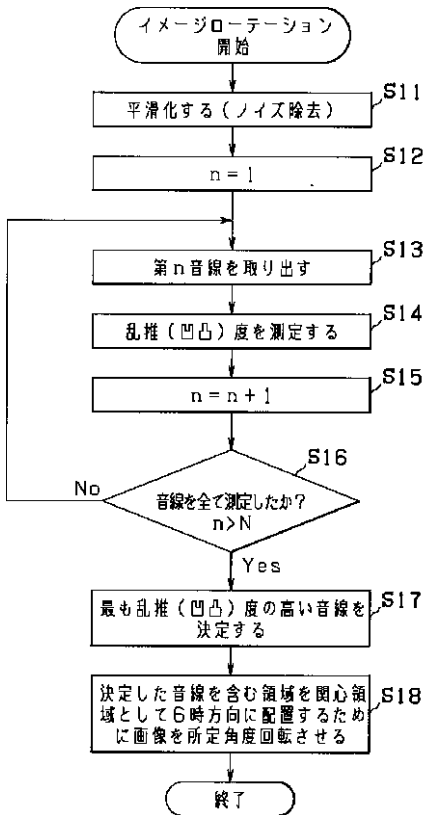 イメージローテーション
開始
S11
平滑化する(ノイズ除去)
S12
n=1
S13
第n音線を取り出す
S14
乱推(凹凸)度を測定する
S15
n=n+1
S16
音線を全て測定したか?
n>N
No
Yes
S17
最も乱推(凹凸)度の高い音線を
決定する
S18
決定した音線を含む領域を関心領
域として6時方向に配置するため
に画像を所定角度回転させる
終了